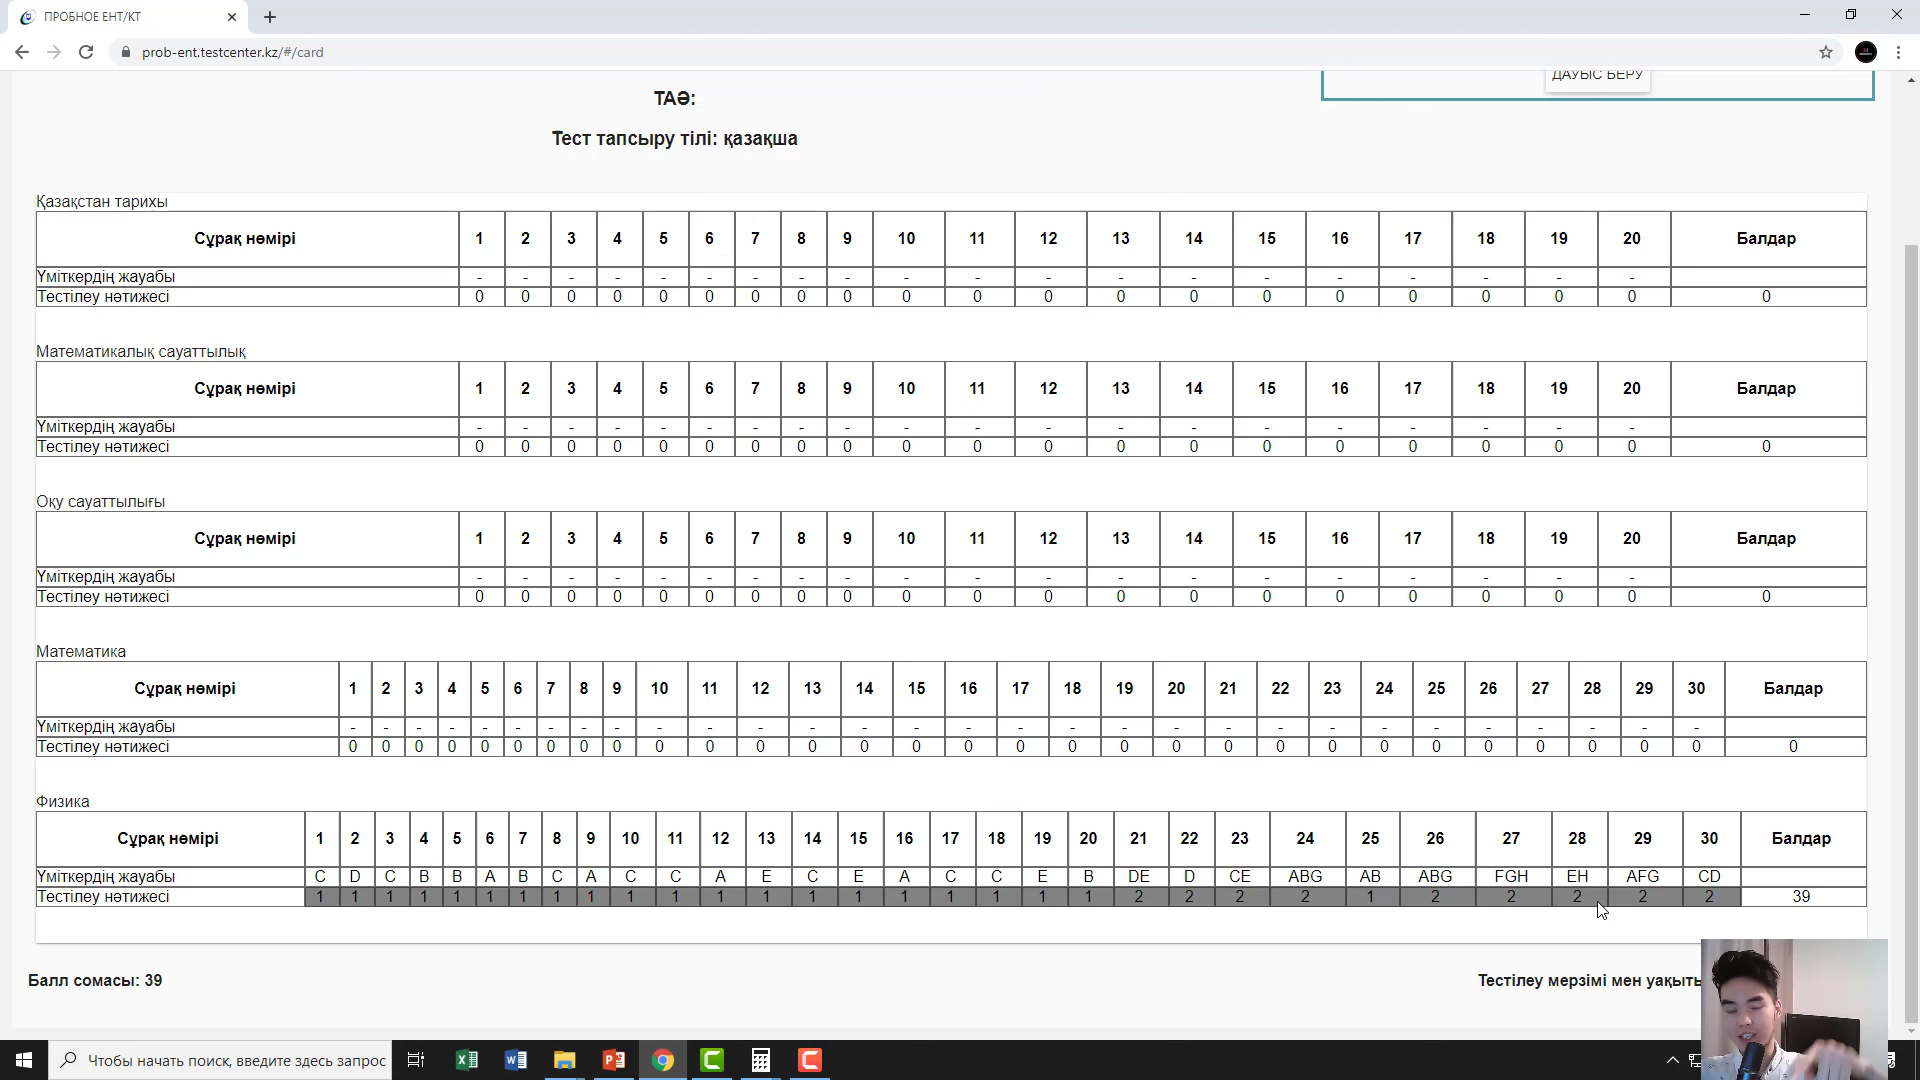 ПРОБНОЕ ЕНТ/КТ
prob-ent.testcenter.kz/#/card
ДАУЫС БЕРУ
ТАӘ:
Тест тапсыру тілі: қазақша
Қазақстан тарихы
Сұрақ нөмірі 1 2 3 4 5 6 7 8 9 10 11 12 13 14 15 16 17 18 19 20 Балдар
Үміткердің жауабы - - - - - - - - - - - - - - - - - - - -
Тестілеу нәтижесі 0 0 0 0 0 0 0 0 0 0 0 0 0 0 0 0 0 0 0 0 0
Математикалық сауаттылық
Сұрақ нөмірі 1 2 3 4 5 6 7 8 9 10 11 12 13 14 15 16 17 18 19 20 Балдар
Үміткердің жауабы - - - - - - - - - - - - - - - - - - - -
Тестілеу нәтижесі 0 0 0 0 0 0 0 0 0 0 0 0 0 0 0 0 0 0 0 0 0
Оқу сауаттылығы
Сұрақ нөмірі 1 2 3 4 5 6 7 8 9 10 11 12 13 14 15 16 17 18 19 20 Балдар
Үміткердің жауабы - - - - - - - - - - - - - - - - - - - -
Тестілеу нәтижесі 0 0 0 0 0 0 0 0 0 0 0 0 0 0 0 0 0 0 0 0 0
Математика
Сұрақ нөмірі 1 2 3 4 5 6 7 8 9 10 11 12 13 14 15 16 17 18 19 20 21 22 23 24 25 26 27 28 29 30 Балдар
Үміткердің жауабы - - - - - - - - - - - - - - - - - - - - - - - - - - - - - -
Тестілеу нәтижесі 0 0 0 0 0 0 0 0 0 0 0 0 0 0 0 0 0 0 0 0 0 0 0 0 0 0 0 0 0 0 0
Физика
Сұрақ нөмірі 1 2 3 4 5 6 7 8 9 10 11 12 13 14 15 16 17 18 19 20 21 22 23 24 25 26 27 28 29 30 Балдар
Үміткердің жауабы C D C B B A B C A C C A E C E A C C E B DE D CE ABG AB ABG FGH EH AFG CD
Тестілеу нәтижесі 1 1 1 1 1 1 1 1 1 1 1 1 1 1 1 1 1 1 1 1 2 2 2 2 1 2 2 2 2 2 39
Балл сомасы: 39
Тестілеу мерзімі мен уақыты
Чтобы начать поиск, введите здесь запрос